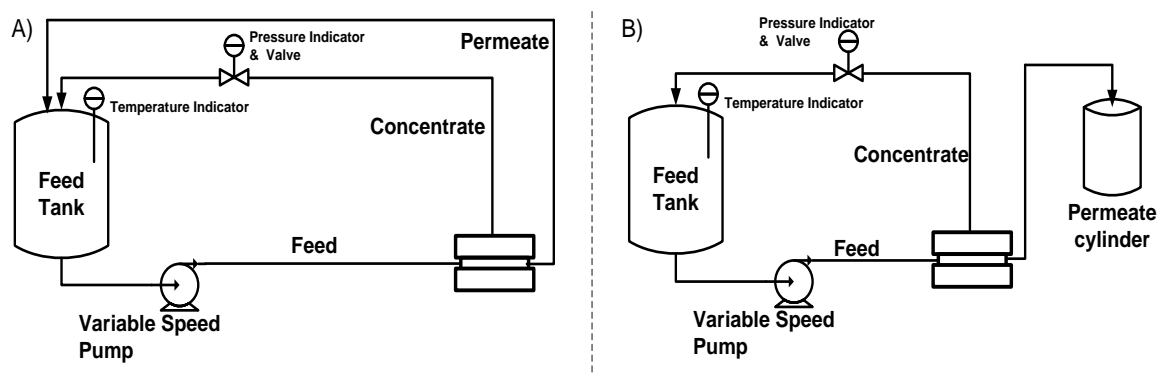 A)
Permeate
Pressure Indicator
& Valve
Temperature Indicator
Concentrate
Feed
Tank
Feed
Variable Speed
Pump
B)
Pressure Indicator
& Valve
Temperature Indicator
Concentrate
Feed
Tank
Feed
Permeate
cylinder
Variable Speed
Pump